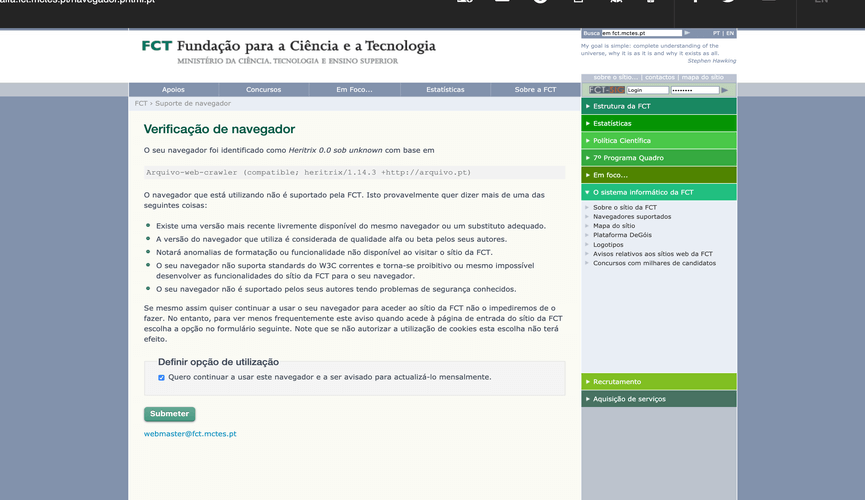 EN
Busca em fct.mctes.pt PT | EN
FCT Fundação para a Ciência e a Tecnologia
MINISTÉRIO DA CIÊNCIA, TECNOLOGIA E ENSINO SUPERIOR
My goal is simple: complete understanding of the
universe, why it is as it is and why it exists at all.
Stephen Hawking
sobre o sítio... | contactos | mapa do sítio
Apoios Concursos Em Foco... Estatísticas Sobre a FCT
Login ••••••••
FCT › Suporte de navegador
Verificação de navegador
O seu navegador foi identificado como Heritrix 0.0 sob unknown com base em
Arquivo-web-crawler (compatible; heritrix/1.14.3 +http://arquivo.pt)
O navegador que está utilizando não é suportado pela FCT. Isto provavelmente quer dizer mais de uma das
seguintes coisas:
Existe uma versão mais recente livremente disponível do mesmo navegador ou um substituto adequado.
A versão do navegador que utiliza é considerada de qualidade alfa ou beta pelos seus autores.
Notará anomalias de formatação ou funcionalidade não disponível ao visitar o sítio da FCT.
O seu navegador não suporta standards do W3C correntes e torna-se proibitivo ou mesmo impossível
desenvolver as funcionalidades do sítio da FCT para o seu navegador.
O seu navegador não é suportado pelos seus autores tendo problemas de segurança conhecidos.
Se mesmo assim quiser continuar a usar o seu navegador para aceder ao sítio da FCT não o impediremos de o
fazer. No entanto, para ver menos frequentemente este aviso quando acede à página de entrada do sítio da FCT
escolha a opção no formulário seguinte. Note que se não autorizar a utilização de cookies esta escolha não terá
efeito.
Definir opção de utilização
Quero continuar a usar este navegador e a ser avisado para actualizá-lo mensalmente.
Submeter
webmaster@fct.mctes.pt
Estrutura da FCT
Estatísticas
Política Científica
7º Programa Quadro
Em foco...
O sistema informático da FCT
Sobre o sítio da FCT
Navegadores suportados
Mapa do sítio
Plataforma DeGóis
Logotipos
Avisos relativos aos sítios web da FCT
Concursos com milhares de candidatos
Recrutamento
Aquisição de serviços